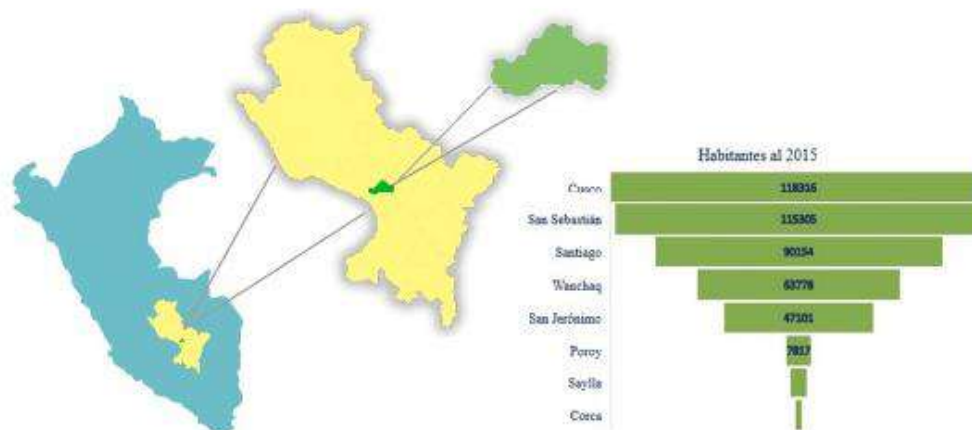 Habitantes al 2015
Cusco 118316
San Sebastián 115305
Santiago 90154
Wanchaq 63778
San Jerónimo 47101
Poroy 7817
Saylla
Corca